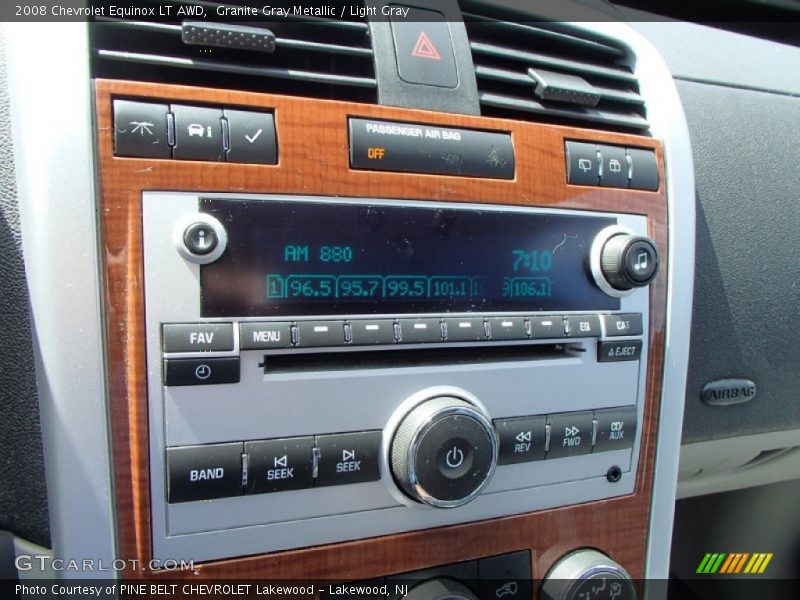 2008 Chevrolet Equinox LT AWD,  Granite Gray Metallic / Light Gray
PASSENGER AIR BAG
OFF
i
i
AM 880
7:10
1 96.5 95.7 99.5 101.1 106.1
FAV
MENU
EQ
CAT
EJECT
AIRBAG
BAND
SEEK
SEEK
REV
FWD
CD/
AUX
GTCARLOT.COM
Photo Courtesy of PINE BELT CHEVROLET Lakewood - Lakewood, NJ